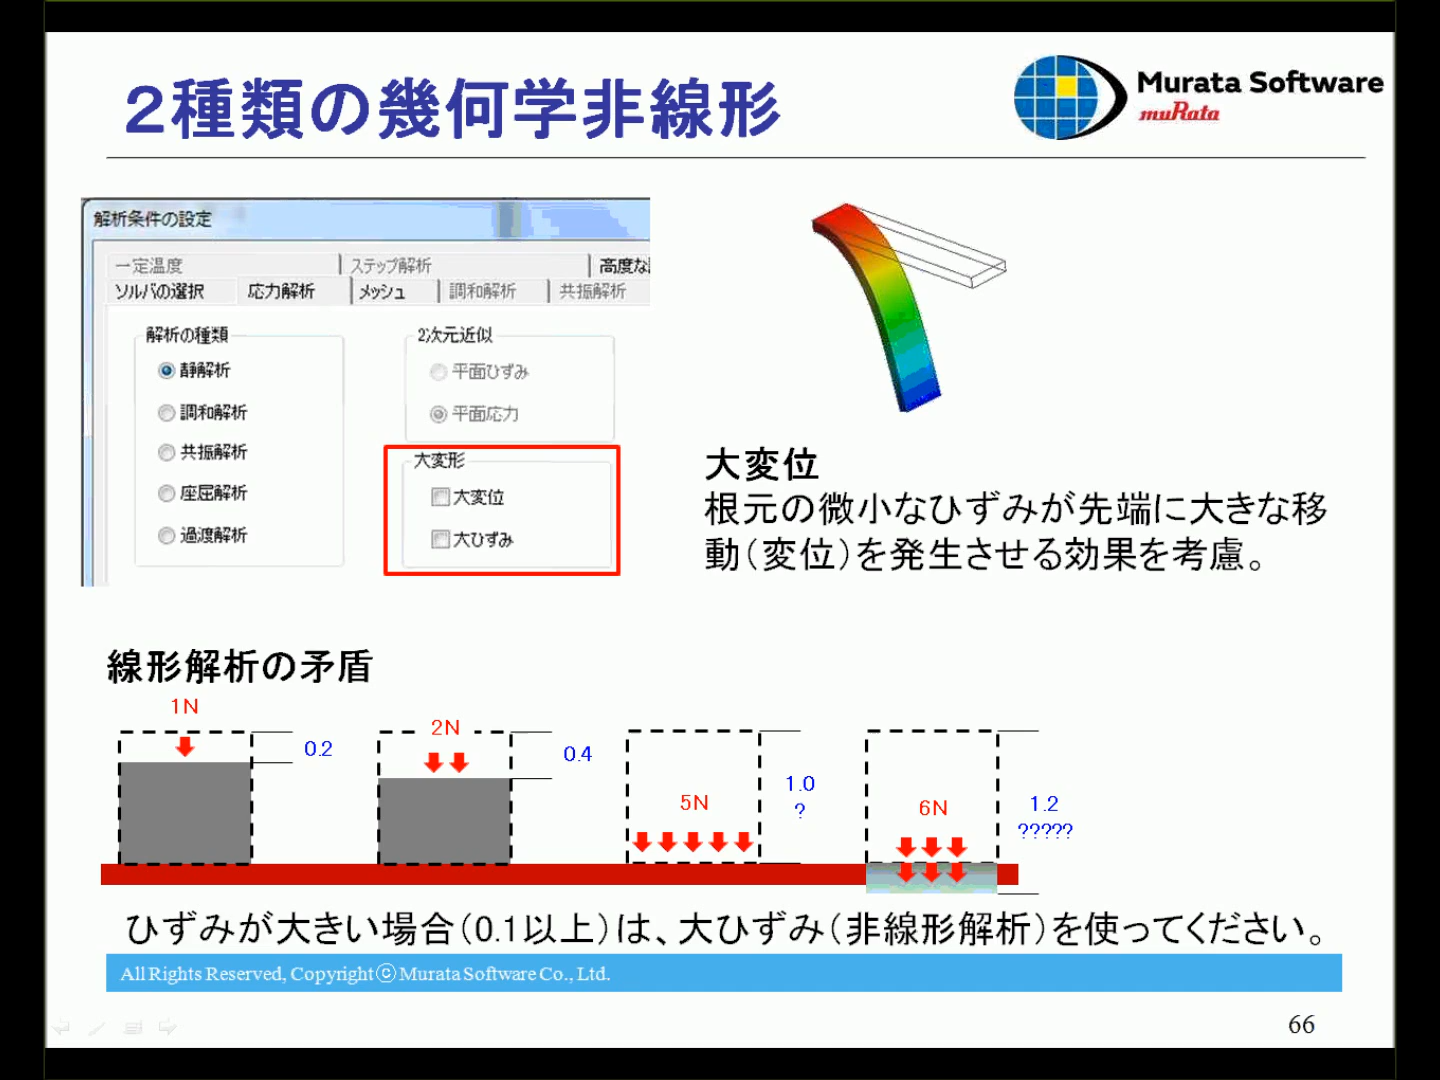 2種類の幾何学非線形
Murata Software
muRata
解析条件の設定
一定温度
ステップ解析
高度な
ソルバの選択
応力解析
メッシュ
調和解析
共振解析
解析の種類
静解析
調和解析
共振解析
座屈解析
過渡解析
2次元近似
平面ひずみ
平面応力
大変形
大変位
大ひずみ
大変位
根元の微小なひずみが先端に大きな移
動（変位）を発生させる効果を考慮。
線形解析の矛盾
1N
0.2
2N
0.4
5N
1.0
?
6N
1.2
?????
ひずみが大きい場合（0.1以上）は、大ひずみ（非線形解析）を使ってください。
All Rights Reserved, Copyright ⓒ Murata Software Co., Ltd.
66